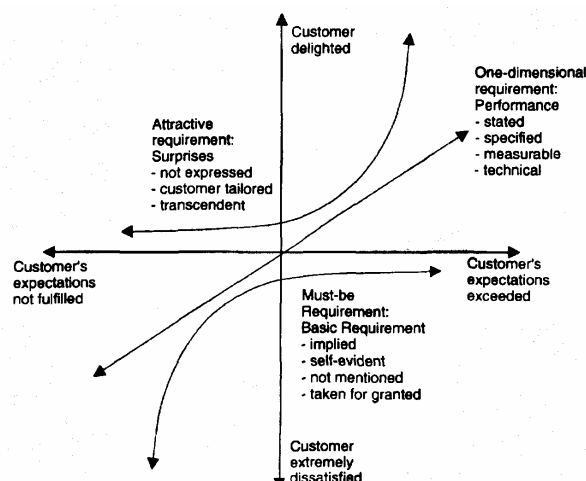 Customer
delighted
One-dimensional
requirement:
Performance
- stated
- specified
- measurable
- technical
Attractive
requirement:
Surprises
- not expressed
- customer tailored
- transcendent
Customer's
expectations
not fulfilled
Customer's
expectations
exceeded
Must-be
Requirement:
Basic Requirement
- implied
- self-evident
- not mentioned
- taken for granted
Customer
extremely
dissatisfied